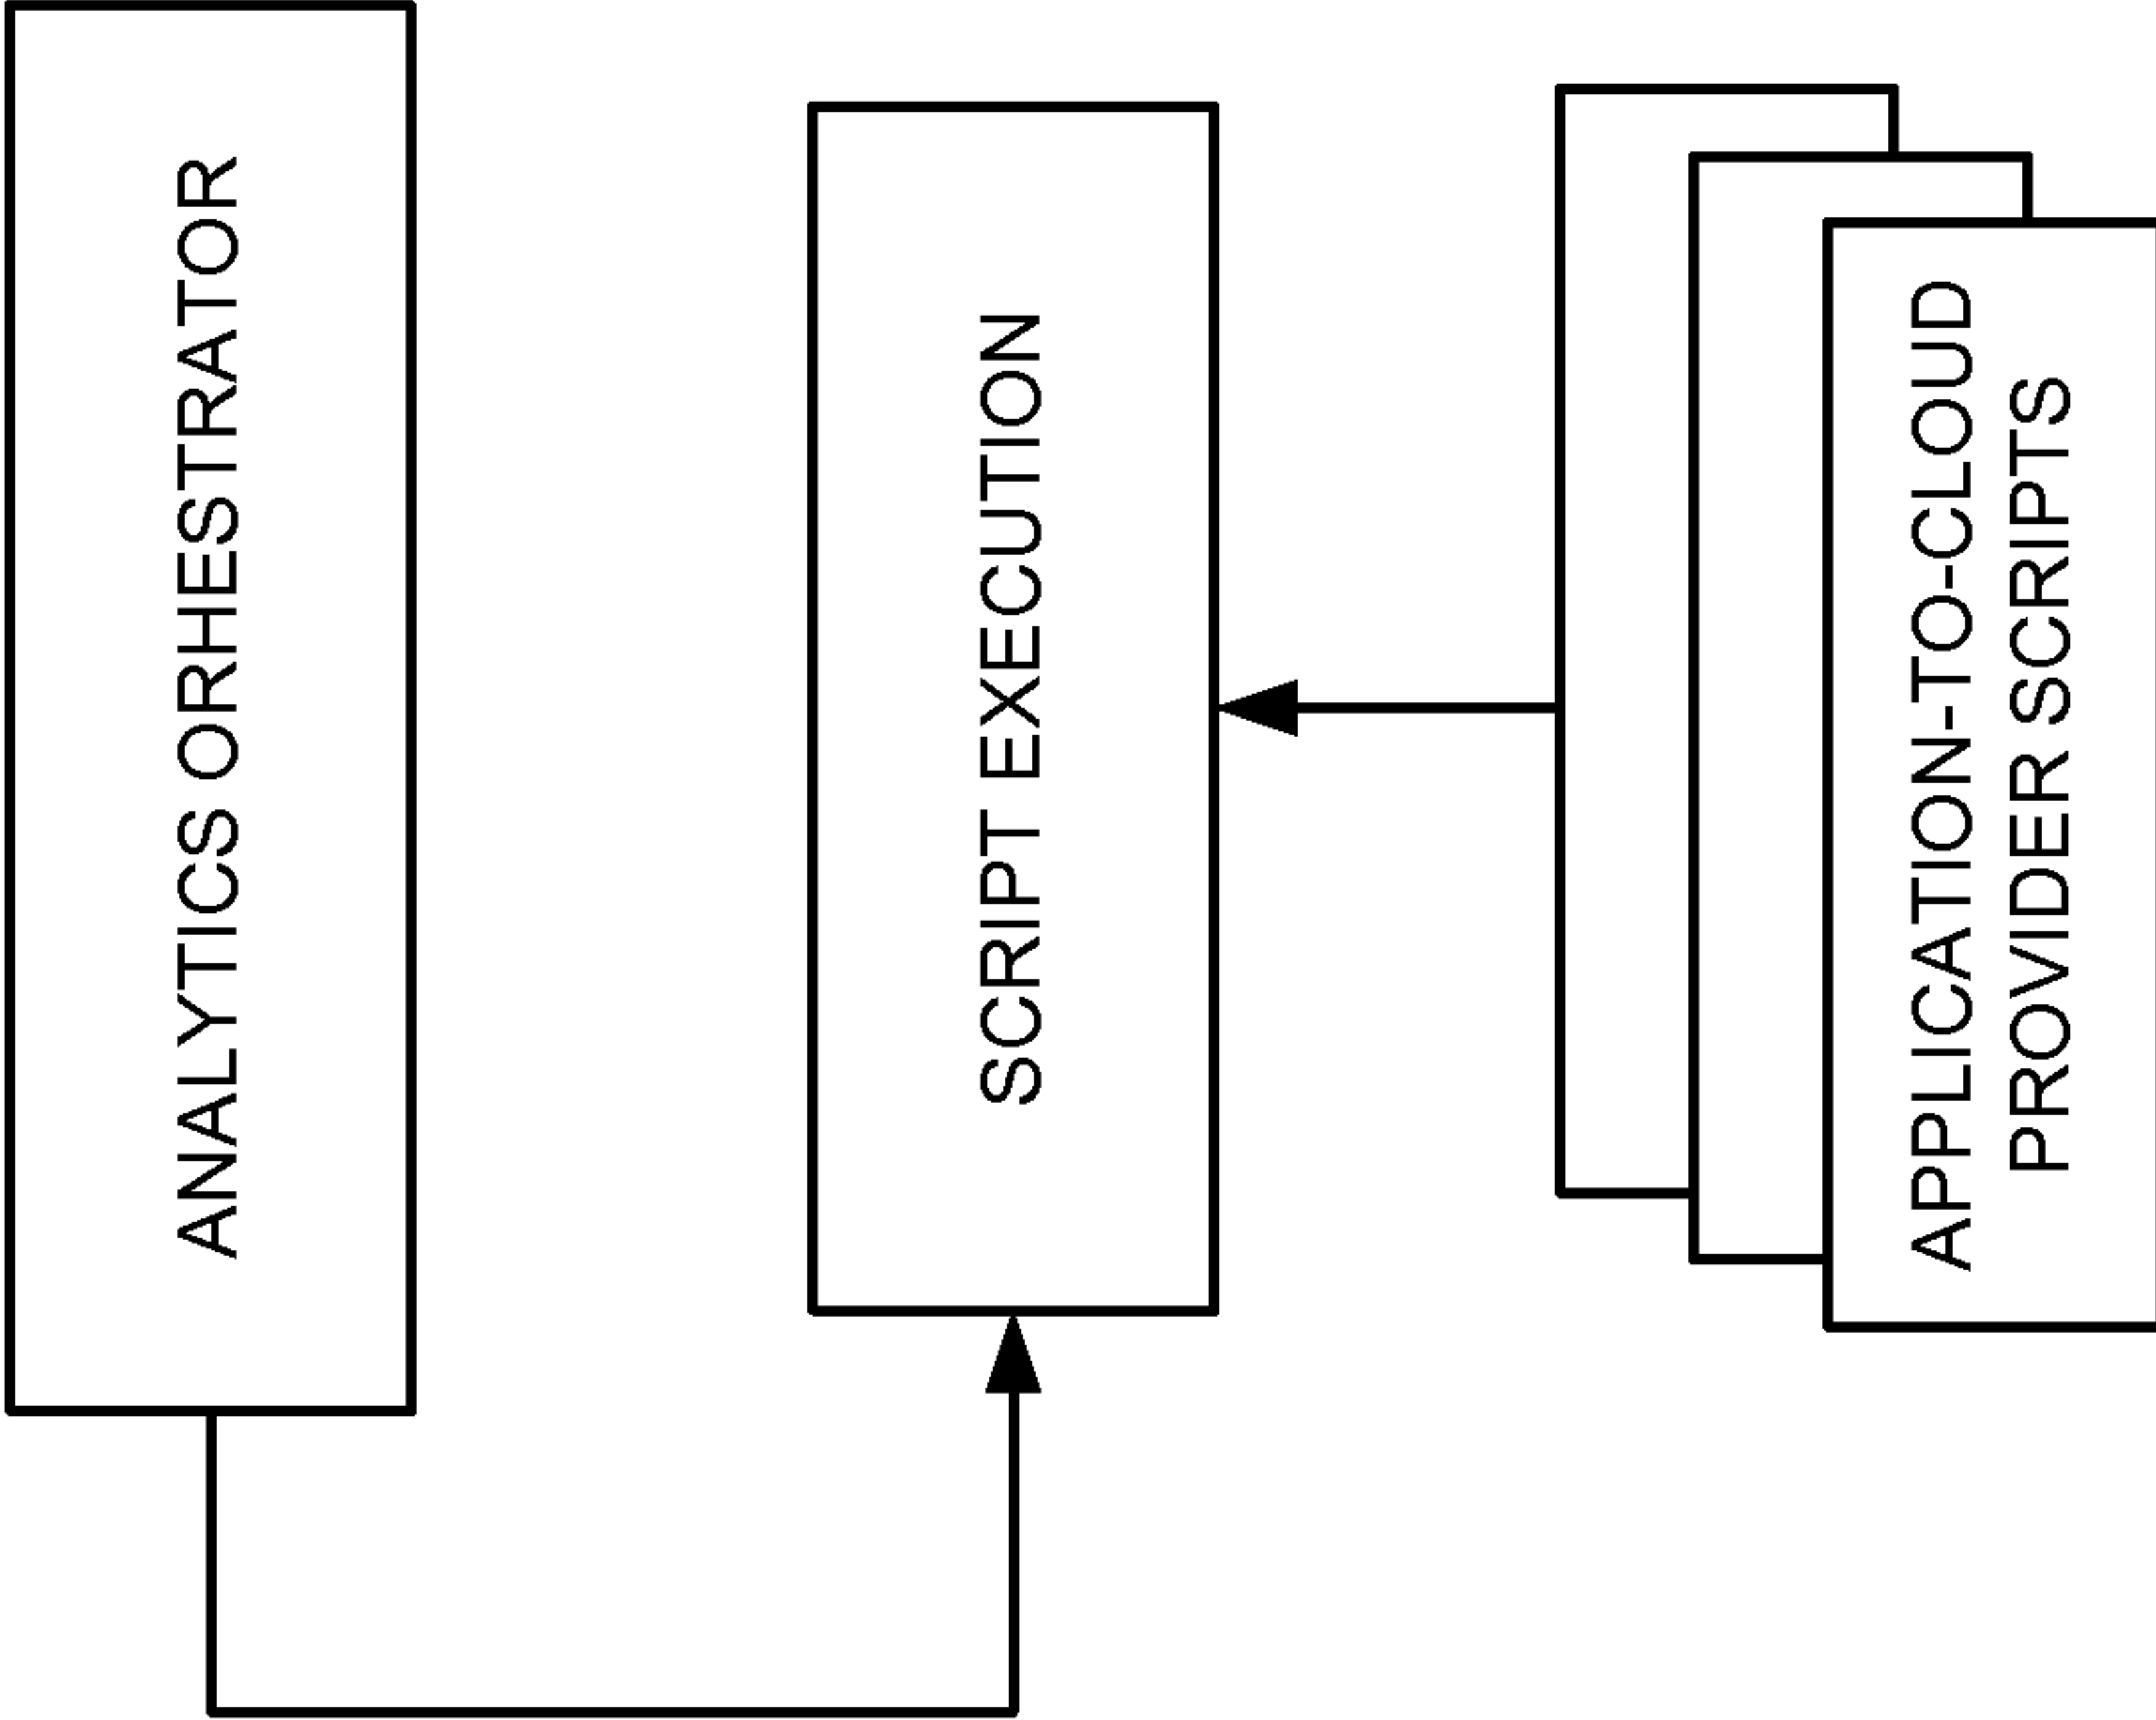 ANALYTICS ORHESTRATOR
SCRIPT EXECUTION
APPLICATION-TO-CLOUD
PROVIDER SCRIPTS